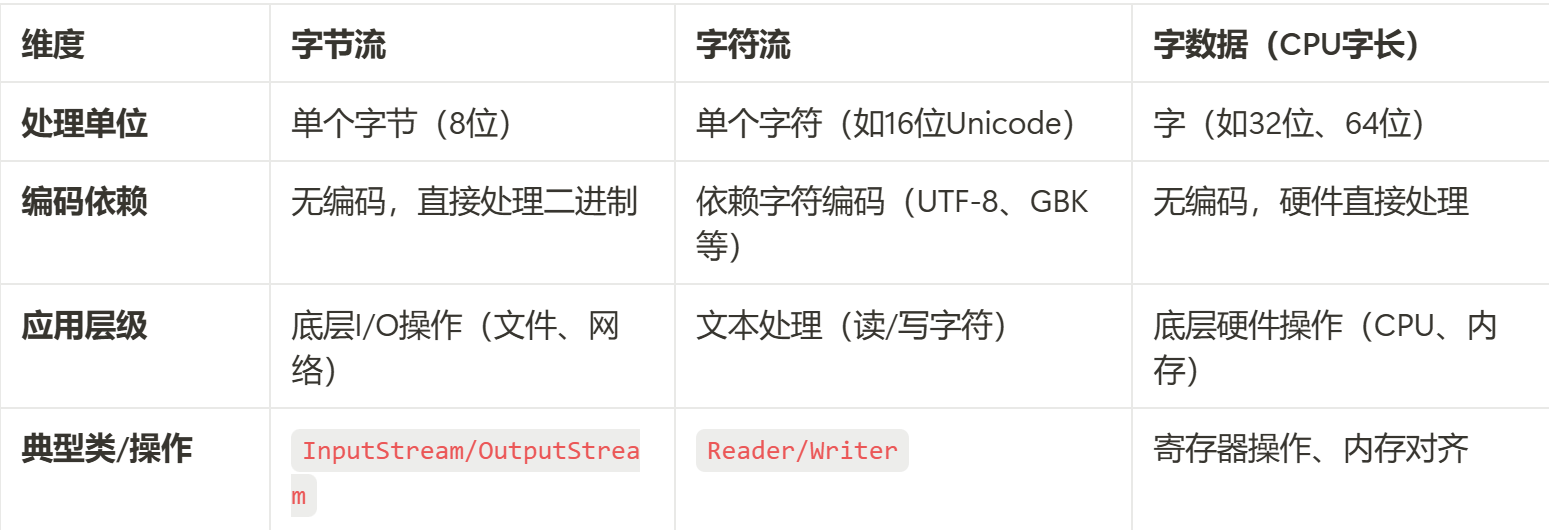 维度 字节流 字符流 字数据（CPU字长）
处理单位 单个字节（8位） 单个字符（如16位Unicode） 字（如32位、64位）
编码依赖 无编码，直接处理二进制 依赖字符编码（UTF-8、GBK
等） 无编码，硬件直接处理
应用层级 底层I/O操作（文件、网
络） 文本处理（读/写字符） 底层硬件操作（CPU、内
存）
典型类/操作 InputStream/OutputStrea
m Reader/Writer 寄存器操作、内存对齐